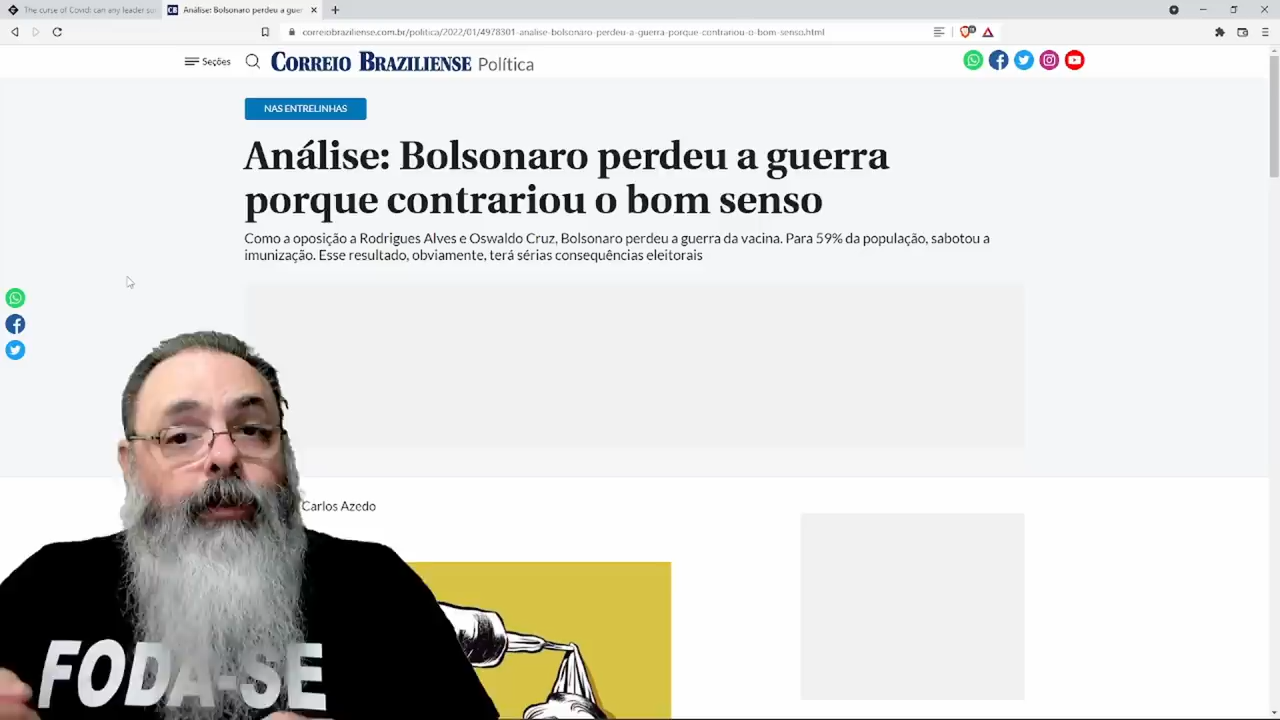 The curse of Covid: can any leader sur
Análise: Bolsonaro perdeu a guer
correiobraziliense.com.br/politica/2022/01/4978301-analise-bolsonaro-perdeu-a-guerra-porque-contrariou-o-bom-senso.html
Seções
CORREIO BRAZILIENSE Política
NAS ENTRELINHAS
Análise: Bolsonaro perdeu a guerra
porque contrariou o bom senso
Como a oposição a Rodrigues Alves e Oswaldo Cruz, Bolsonaro perdeu a guerra da vacina. Para 59% da população, sabotou a
imunização. Esse resultado, obviamente, terá sérias consequências eleitorais
Carlos Azedo
FODA-SE